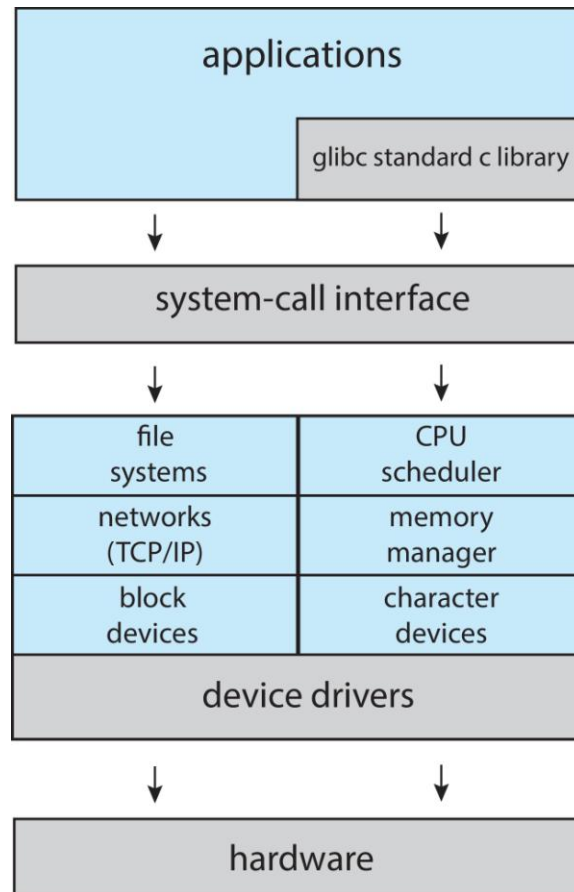 applications
glibc standard c library
system-call interface
file
systems
CPU
scheduler
networks
(TCP/IP)
memory
manager
block
devices
character
devices
device drivers
hardware